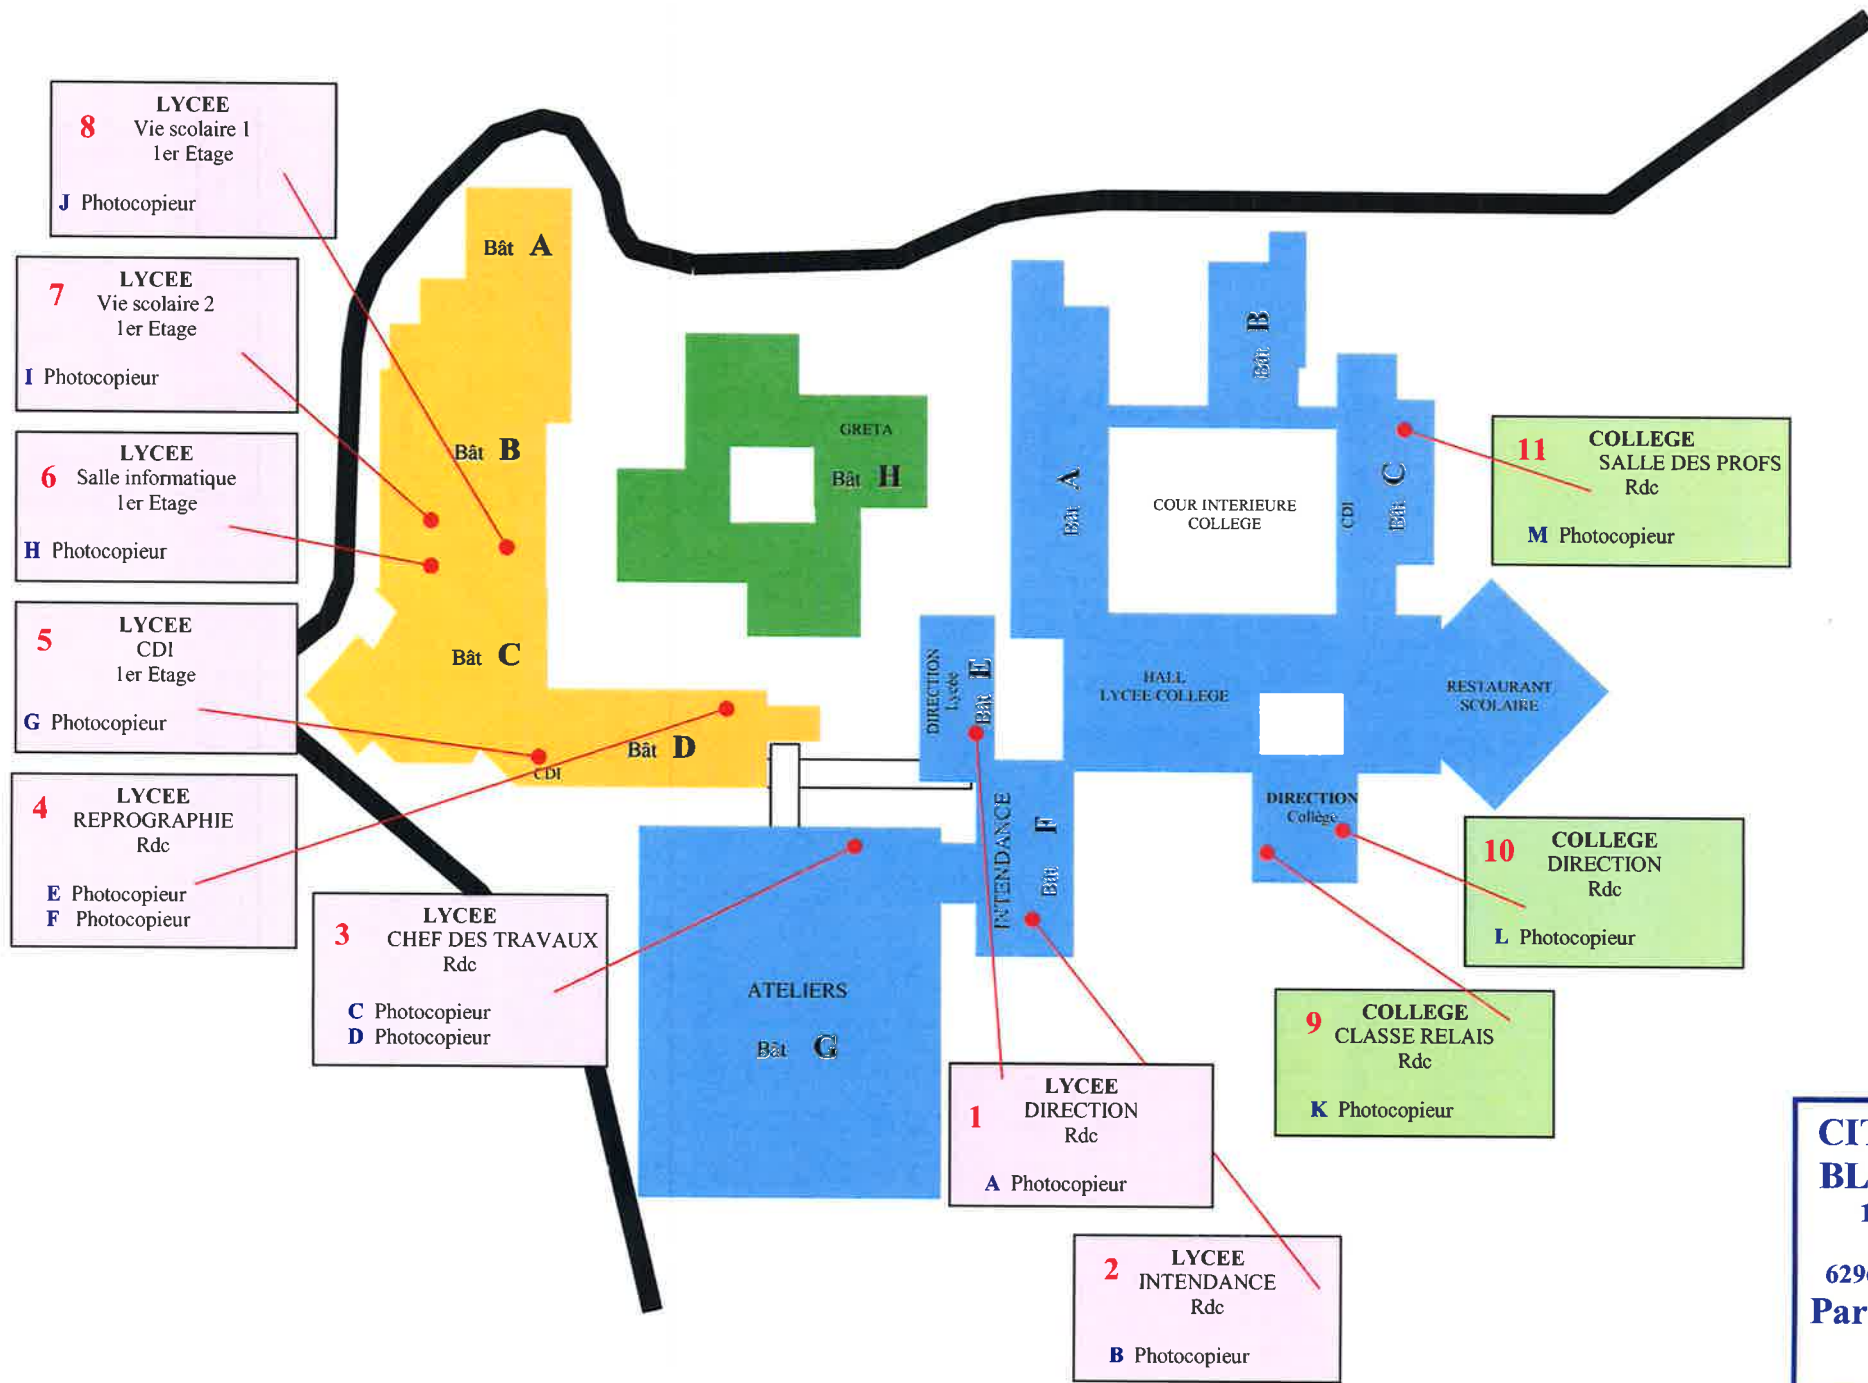 8
LYCEE
Vie scolaire 1
1er Etage
J Photocopieur
7
LYCEE
Vie scolaire 2
1er Etage
I Photocopieur
6
LYCEE
Salle informatique
1er Etage
H Photocopieur
5
LYCEE
CDI
1er Etage
G Photocopieur
4
LYCEE
REPROGRAPHIE
Rdc
E Photocopieur
F Photocopieur
3
LYCEE
CHEF DES TRAVAUX
Rdc
C Photocopieur
D Photocopieur
Bât A
Bât B
Bât C
Bât D
CDI
GRETA
Bât H
Bât A
Bât B
CDI
Bât C
COUR INTERIEURE
COLLEGE
DIRECTION
Lycée
Bât E
HALL
LYCEE-COLLEGE
RESTAURANT
SCOLAIRE
INTENDANCE
Bât F
DIRECTION
Collège
ATELIERS
Bât G
11
COLLEGE
SALLE DES PROFS
Rdc
M Photocopieur
10
COLLEGE
DIRECTION
Rdc
L Photocopieur
9
COLLEGE
CLASSE RELAIS
Rdc
K Photocopieur
1
LYCEE
DIRECTION
Rdc
A Photocopieur
2
LYCEE
INTENDANCE
Rdc
B Photocopieur
Par